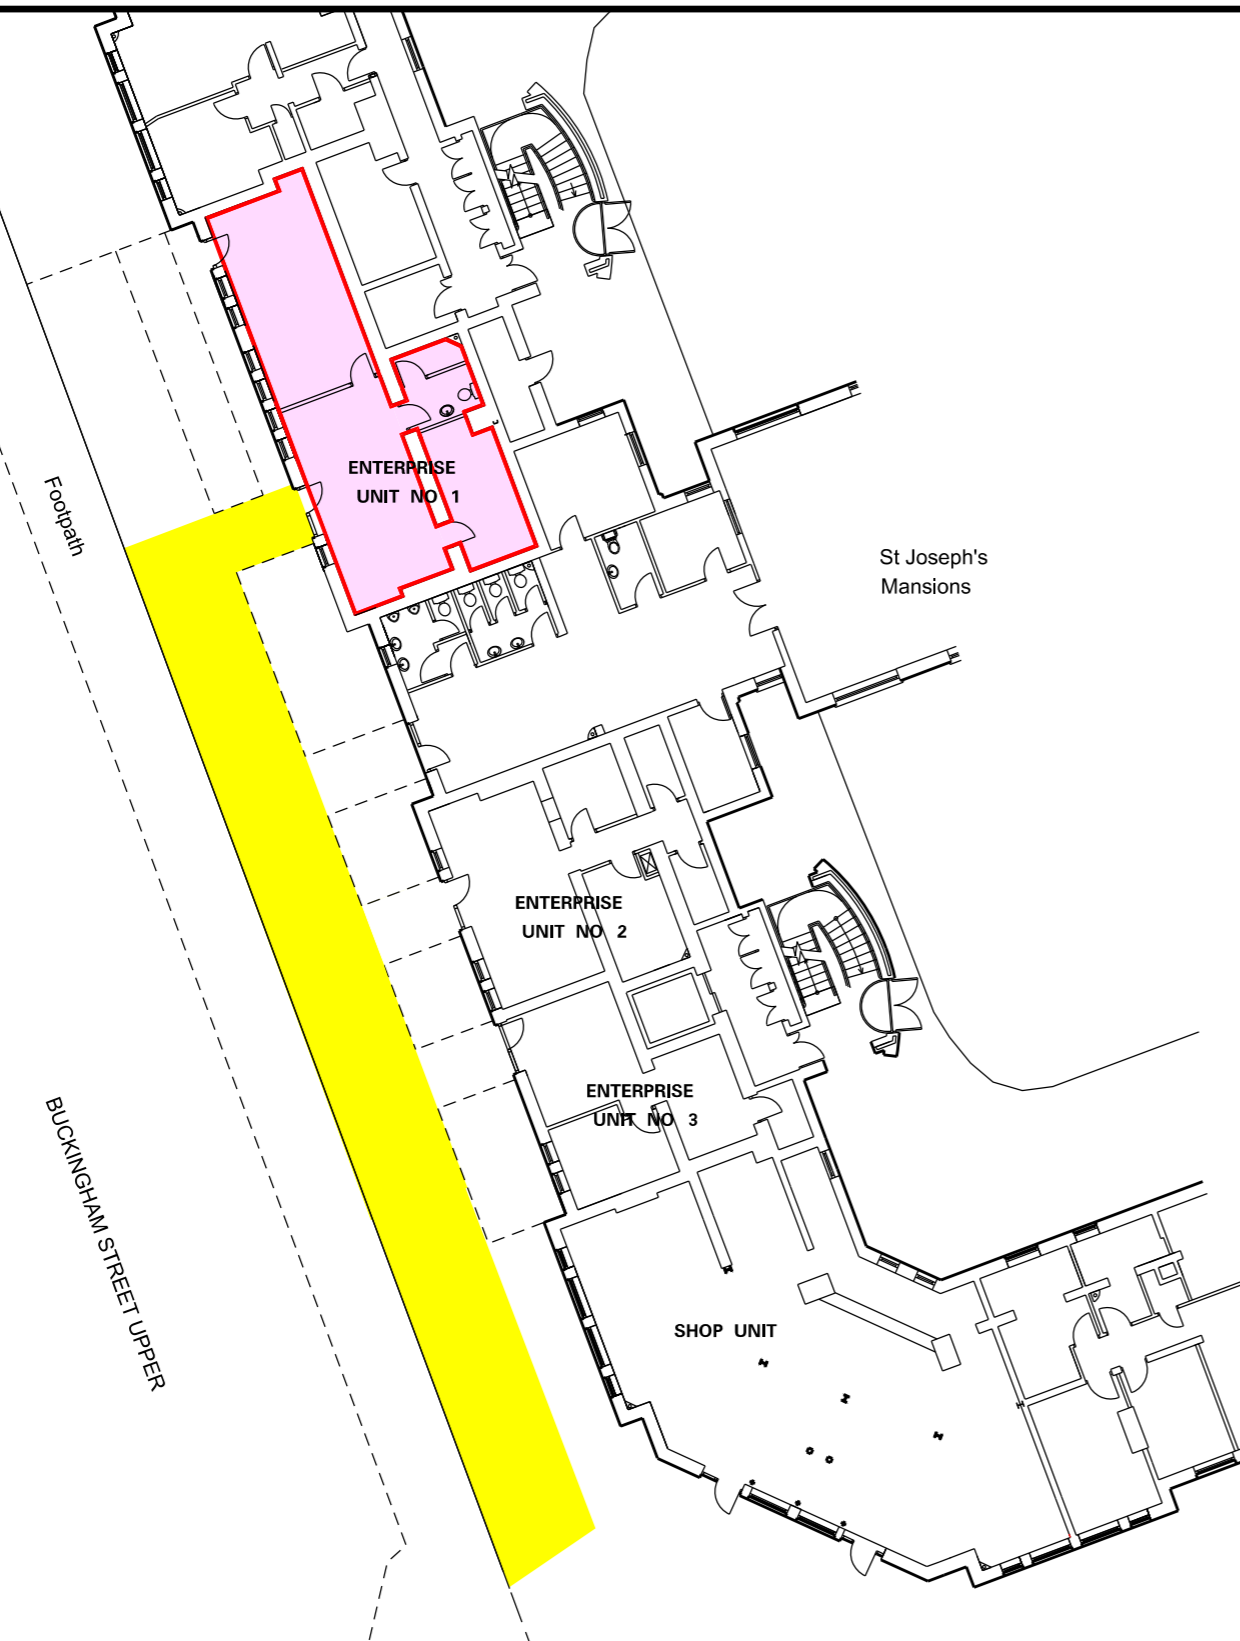 ENTERPRISE
UNIT NO 1
Footpath
St Joseph's
Mansions
ENTERPRISE
UNIT NO 2
ENTERPRISE
UNIT NO 3
BUCKINGHAM STREET UPPER
SHOP UNIT